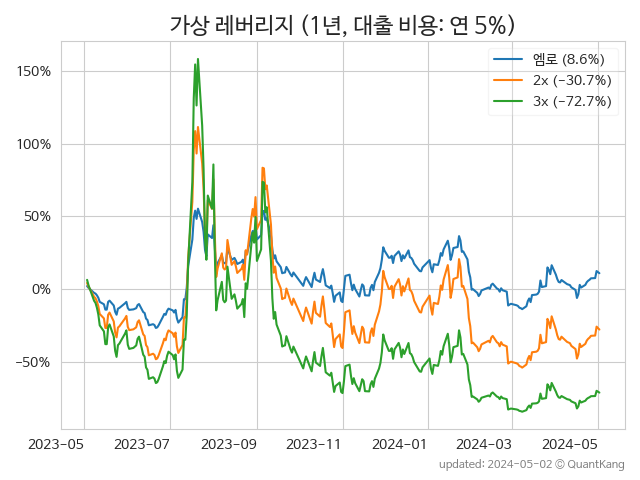 가상 레버리지 (1년, 대출 비용: 연 5%)
엠로 (8.6%)
2x (−30.7%)
3x (−72.7%)
150%
100%
50%
0%
−50%
2023-05
2023-07
2023-09
2023-11
2024-01
2024-03
2024-05
updated: 2024-05-02 © QuantKang